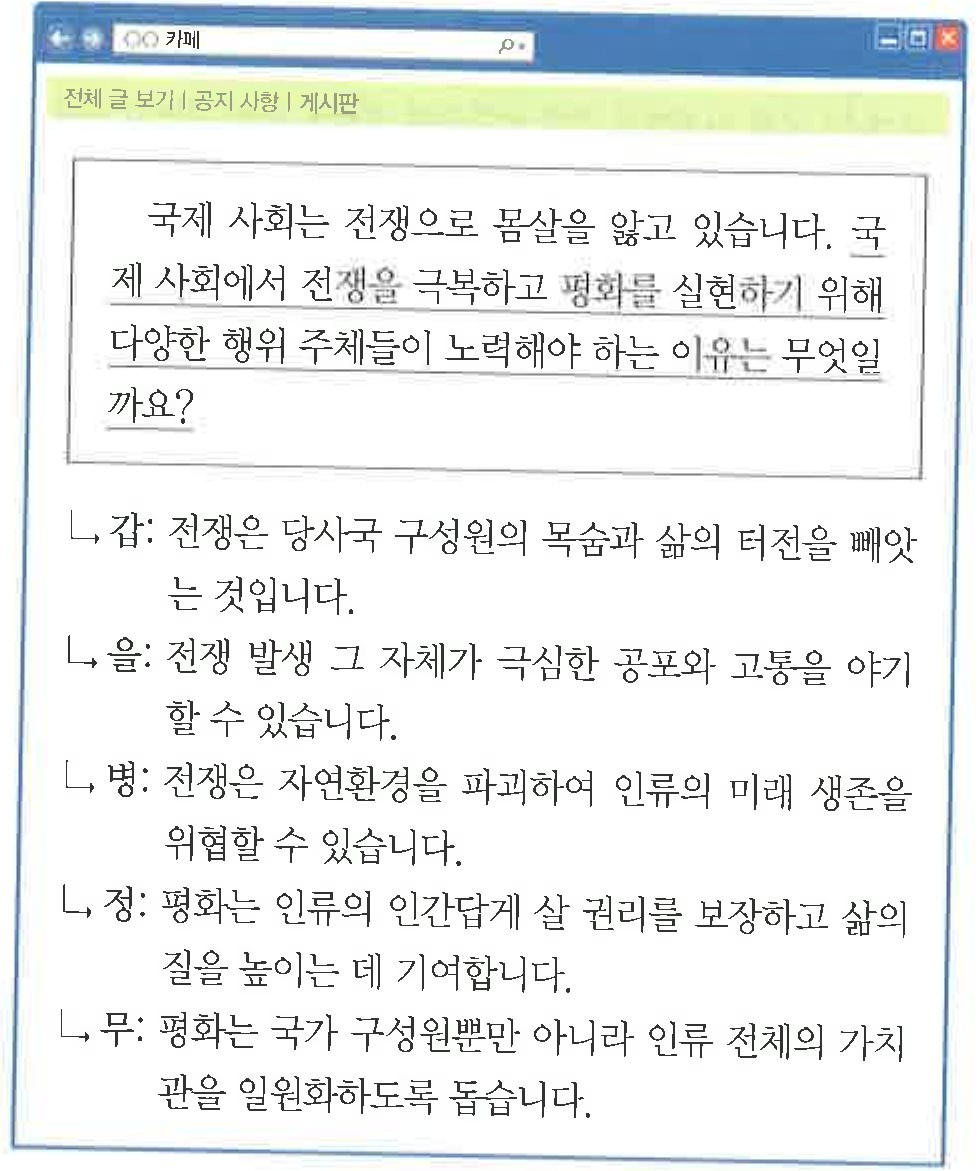 ○○ 카페
전체 글 보기 | 공지 사항 | 게시판
국제 사회는 전쟁으로 몸살을 앓고 있습니다. 국
제 사회에서 전쟁을 극복하고 평화를 실현하기 위해
다양한 행위 주체들이 노력해야 하는 이유는 무엇일
까요?
갑: 전쟁은 당사국 구성원의 목숨과 삶의 터전을 빼앗
는 것입니다.
을: 전쟁 발생 그 자체가 극심한 공포와 고통을 야기
할 수 있습니다.
병: 전쟁은 자연환경을 파괴하여 인류의 미래 생존을
위협할 수 있습니다.
정: 평화는 인류의 인간답게 살 권리를 보장하고 삶의
질을 높이는 데 기여합니다.
무: 평화는 국가 구성원뿐만 아니라 인류 전체의 가치
관을 일원화하도록 돕습니다.